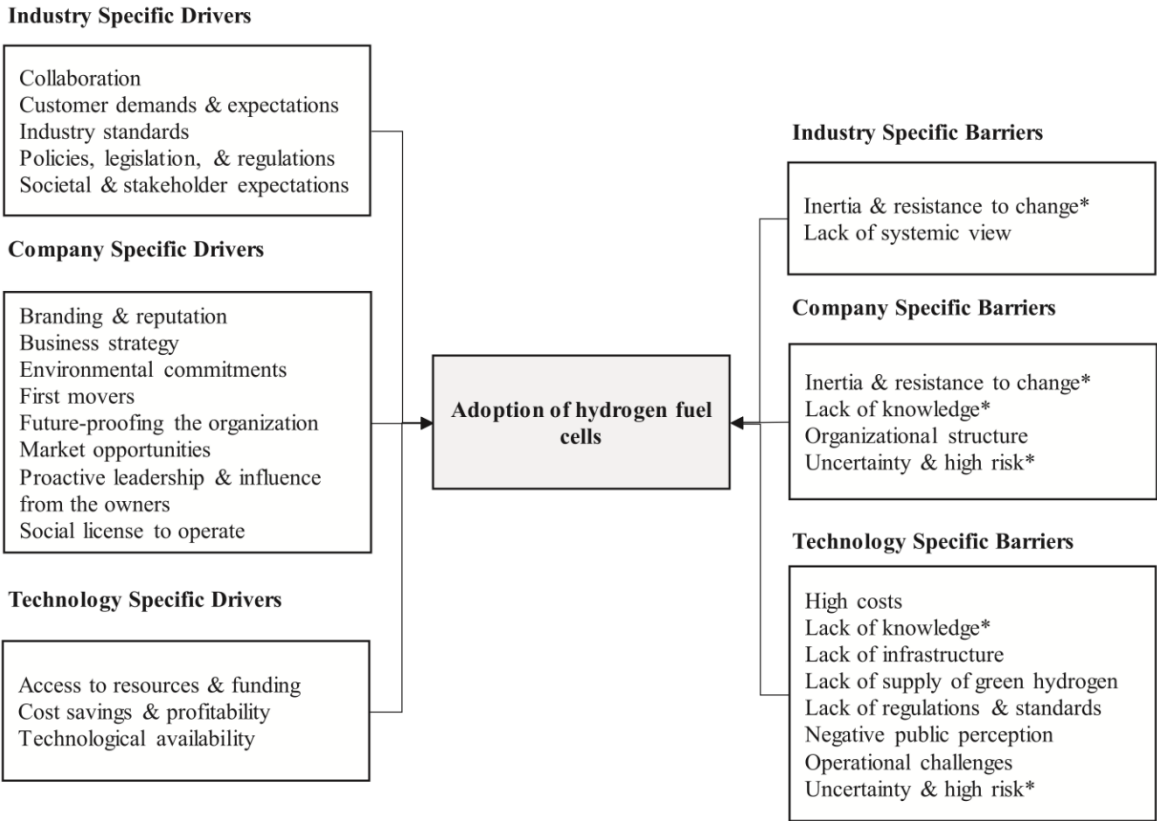 Industry Specific Drivers
Collaboration
Customer demands & expectations
Industry standards
Policies, legislation, & regulations
Societal & stakeholder expectations
Company Specific Drivers
Branding & reputation
Business strategy
Environmental commitments
First movers
Future-proofing the organization
Market opportunities
Proactive leadership & influence
from the owners
Social license to operate
Technology Specific Drivers
Access to resources & funding
Cost savings & profitability
Technological availability
Adoption of hydrogen fuel
cells
Industry Specific Barriers
Inertia & resistance to change*
Lack of systemic view
Company Specific Barriers
Inertia & resistance to change*
Lack of knowledge*
Organizational structure
Uncertainty & high risk*
Technology Specific Barriers
High costs
Lack of knowledge*
Lack of infrastructure
Lack of supply of green hydrogen
Lack of regulations & standards
Negative public perception
Operational challenges
Uncertainty & high risk*